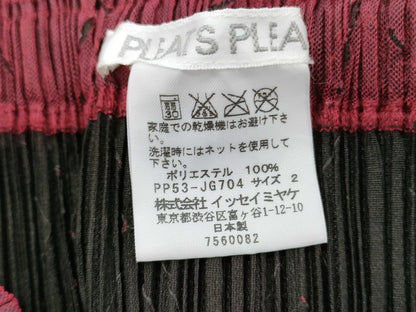 PLEATS PLEA
30
家庭での乾燥機はお避け下さい。
洗濯時にはネットを使用して下さい。
ポリエステル 100%
PP53-JG704 サイズ 2
株式会社 イッセイミヤケ
東京都渋谷区富ヶ谷1-12-10
日本製
7560082